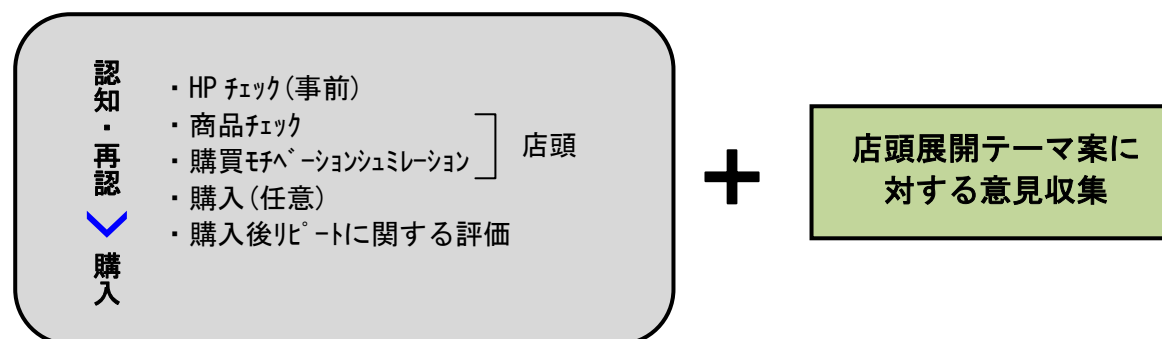 認知・再認
購入
・HPﾁｪｯｸ(事前)
・商品ﾁｪｯｸ
・購買ﾓﾁﾍﾞｰｼｮﾝｼｭﾐﾚｰｼｮﾝ
店頭
・購入(任意)
・購入後ﾘﾋﾟｰﾄに関する評価
+
店頭展開テーマ案に
対する意見収集